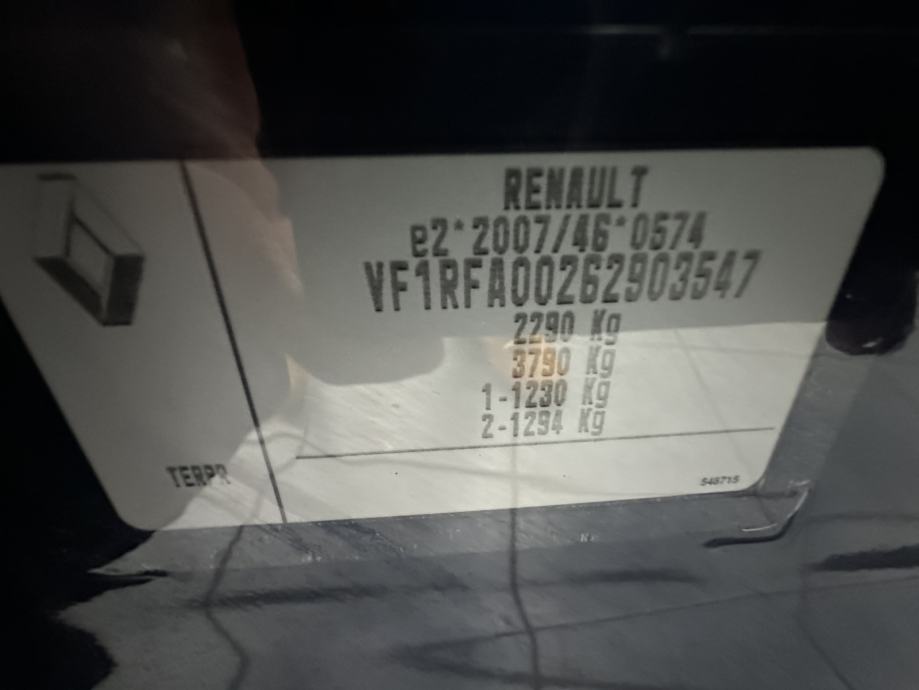 RENAULT
e2*2007/46*0574
VF1RFA00262903547
2290 Kg
3790 Kg
1-1230 Kg
2-1294 Kg
TERPR
548715